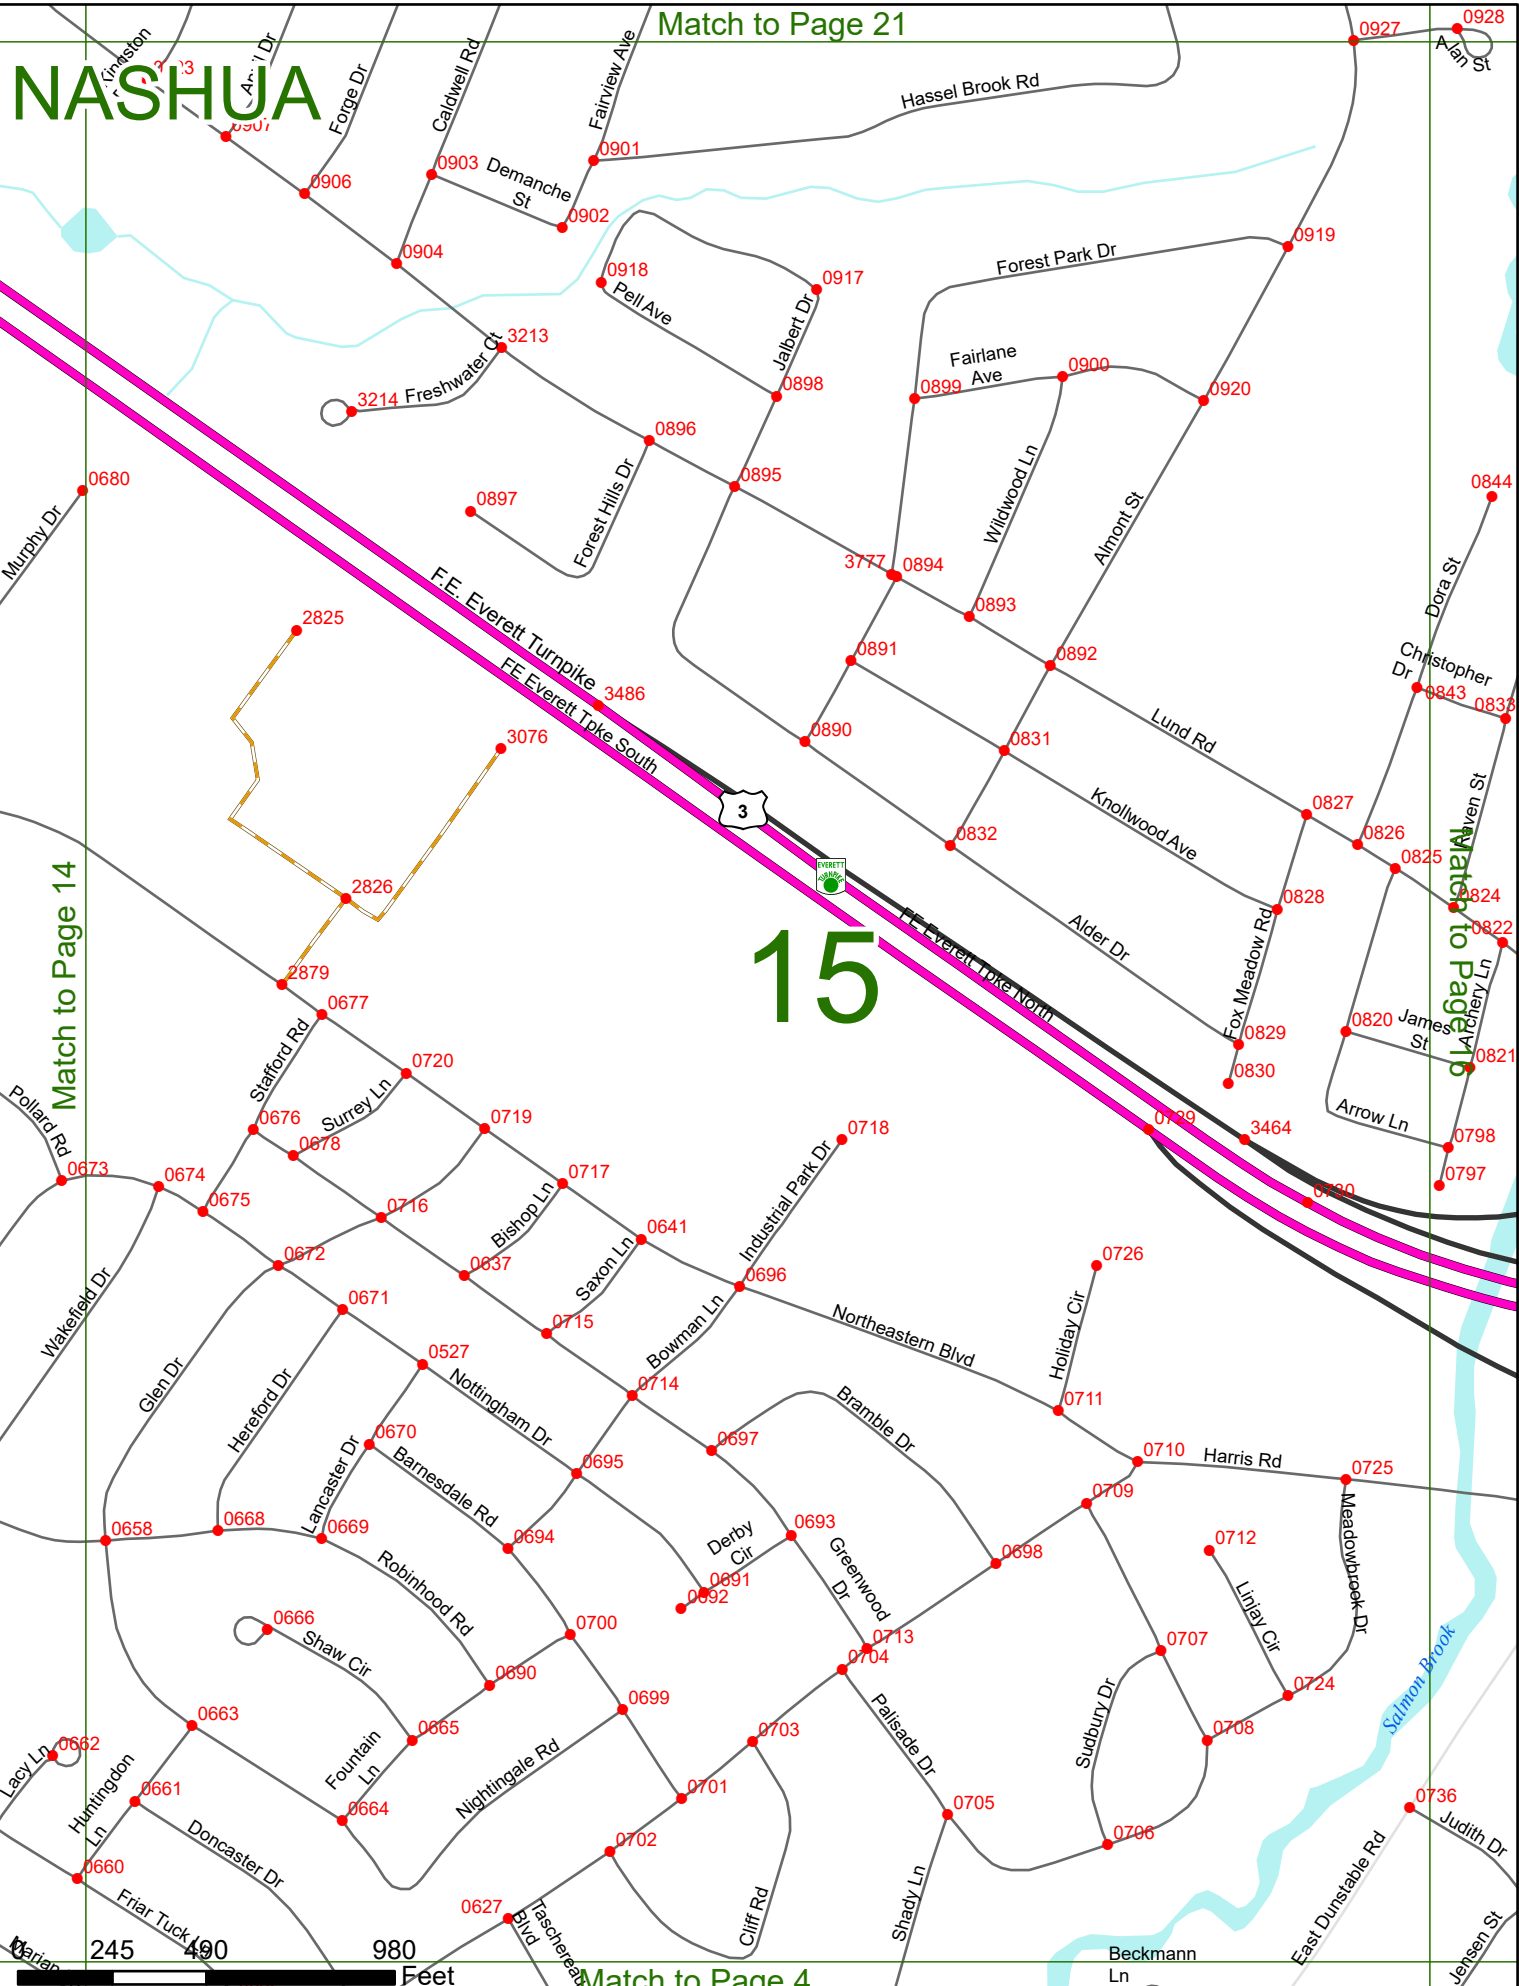 Match to Page 21
NASHUA
Kingston
April Dr
Forge Dr
Caldwell Rd
Fairview Ave
Hassel Brook Rd
0927
0928
Alan St
0907
0906
0903
Demanche
St
0901
0902
0904
0918
Pell Ave
0917
Jalbert Dr
Forest Park Dr
0919
3213
Freshwater Ct
3214
0898
0899
Fairlane
Ave
0900
0920
0896
0895
Forest Hills Dr
0897
0680
Murphy Dr
Wildwood Ln
Almont St
0844
Dora St
3777
0894
0893
2825
F.E. Everett Turnpike
FE Everett Tpke South
3486
3076
0891
0892
Christopher
Dr
0843
0833
0890
0831
Lund Rd
Knollwood Ave
3
EVERETT
TURNPIKE
0832
0827
0826
0825
Raven St
0824
0822
0828
Match to Page 14
Match to Page 16
2826
15
FE Everett Tpke North
Alder Dr
Fox Meadow Rd
Archery Ln
2879
0677
Stafford Rd
0720
Surrey Ln
0829
0830
0820
James
St
0821
Arrow Ln
0798
0797
Pollard Rd
0676
0678
0719
0718
0729
3464
0730
0673
0674
0675
0717
0716
Bishop Ln
Industrial Park Dr
0672
0637
Saxon Ln
0641
0696
0726
Wakefield Dr
0671
0715
Bowman Ln
Northeastern Blvd
Holiday Cir
Glen Dr
Hereford Dr
0527
Nottingham Dr
0714
Bramble Dr
0711
0670
Lancaster Dr
Barnesdale Rd
0695
0697
0710
Harris Rd
0725
0709
0658
0668
0669
0694
0693
Derby
Cir
Greenwood
Dr
0698
0712
Meadowbrook Dr
Robinhood Rd
0691
0692
Linjay Cir
0666
Shaw Cir
0700
0713
0704
0707
Salmon Brook
0690
0699
Palisade Dr
Sudbury Dr
0724
0663
0665
0703
0708
0662
Lacy Ln
Huntingdon
Ln
0661
Fountain
Ln
Nightingale Rd
0701
0705
0736
Judith Dr
0664
Doncaster Dr
0702
0706
0660
Friar Tuck Ln
0627
Taschereau
Blvd
Cliff Rd
Shady Ln
East Dunstable Rd
Jensen St
Marian
0 245 490 980
Feet
Match to Page 4
Beckmann
Ln